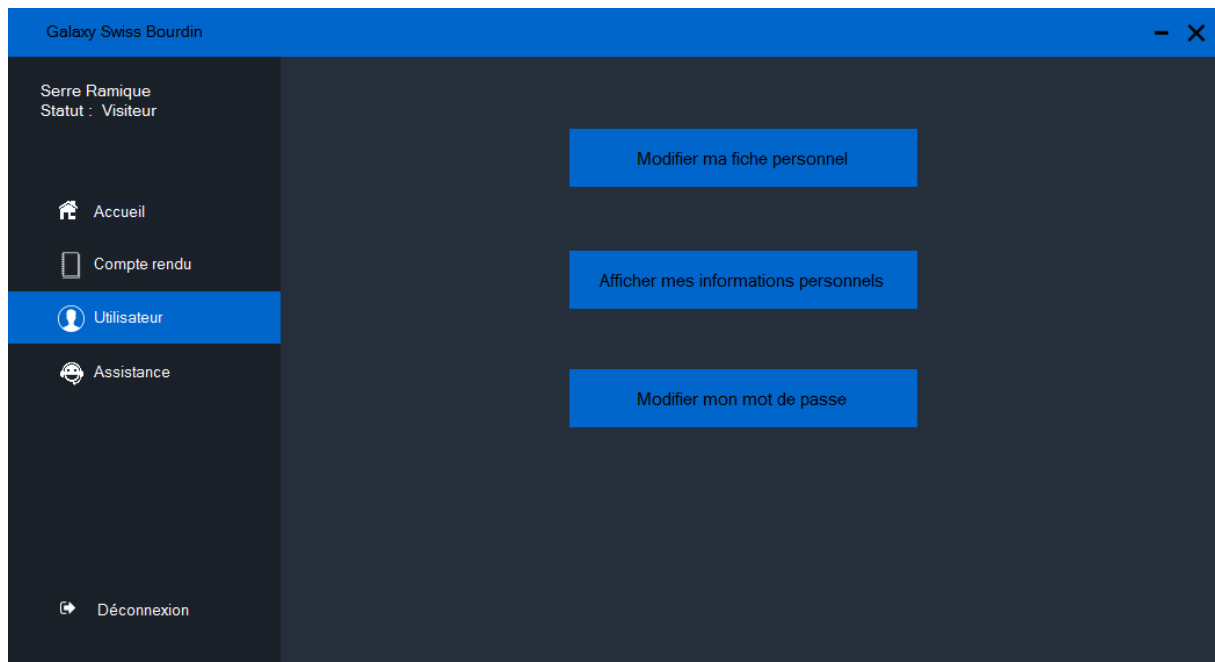 Galaxy Swiss Bourdin
Serre Ramique
Statut : Visiteur
Accueil
Compte rendu
Utilisateur
Assistance
Déconnexion
Modifier ma fiche personnel
Afficher mes informations personnels
Modifier mon mot de passe